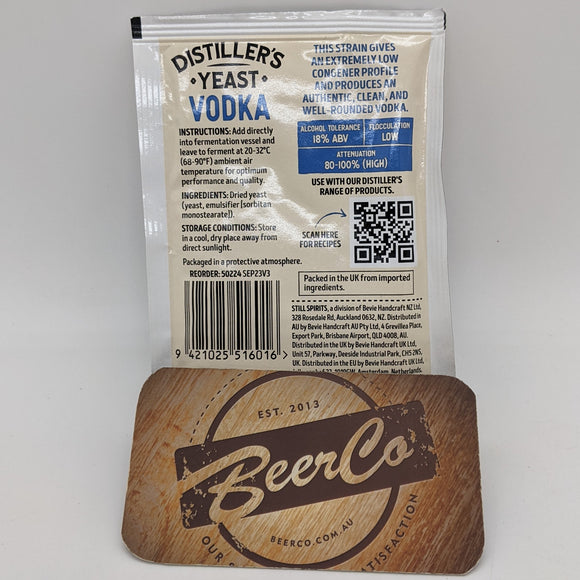 DISTILLER'S
YEAST
VODKA
INSTRUCTIONS: Add directly
into fermentation vessel and
leave to ferment at 20-32°C
(68-90°F) ambient air
temperature for optimum
performance and quality.
INGREDIENTS: Dried yeast
(yeast, emulsifier [sorbitan
monostearate]).
STORAGE CONDITIONS: Store
in a cool, dry place away from
direct sunlight.
Packaged in a protective atmosphere.
REORDER: 50224 SEP23V3
9 421025 516016 >
THIS STRAIN GIVES
AN EXTREMELY LOW
CONGENER PROFILE
AND PRODUCES AN
AUTHENTIC, CLEAN, AND
WELL-ROUNDED VODKA.
ALCOHOL TOLERANCE
18% ABV
FLOCCULATION
LOW
ATTENUATION
80-100% (HIGH)
USE WITH OUR DISTILLER'S
RANGE OF PRODUCTS.
SCAN HERE
FOR RECIPES
Packed in the UK from imported
ingredients.
STILL SPIRITS, a division of Bevie Handcraft NZ Ltd,
328 Rosedale Rd, Auckland 0632, NZ. Distributed in
AU by Bevie Handcraft AU Pty Ltd, 4 Grevillea Place,
Export Park, Brisbane Airport, QLD 4008, AU.
Distributed in the UK by Bevie Handcraft UK Ltd,
Unit 57, Parkway, Deeside Industrial Park, CH5 2NS,
UK. Distributed in the EU by Bevie Handcraft UK Ltd,
Amsterdam, Netherlands.
EST. 2013
BeerCo
BEERCO.COM.AU
OUR